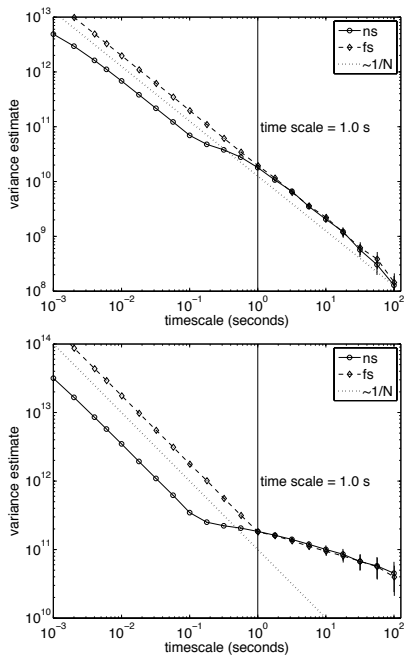 10^13
10^12
10^11
10^10
10^9
10^8
variance estimate
ns
fs
~1/N
time scale = 1.0 s
10^−3
10^−2
10^−1
10^0
10^1
10^2
timescale (seconds)
10^14
10^13
10^12
10^11
10^10
variance estimate
ns
fs
~1/N
time scale = 1.0 s
10^−3
10^−2
10^−1
10^0
10^1
10^2
timescale (seconds)